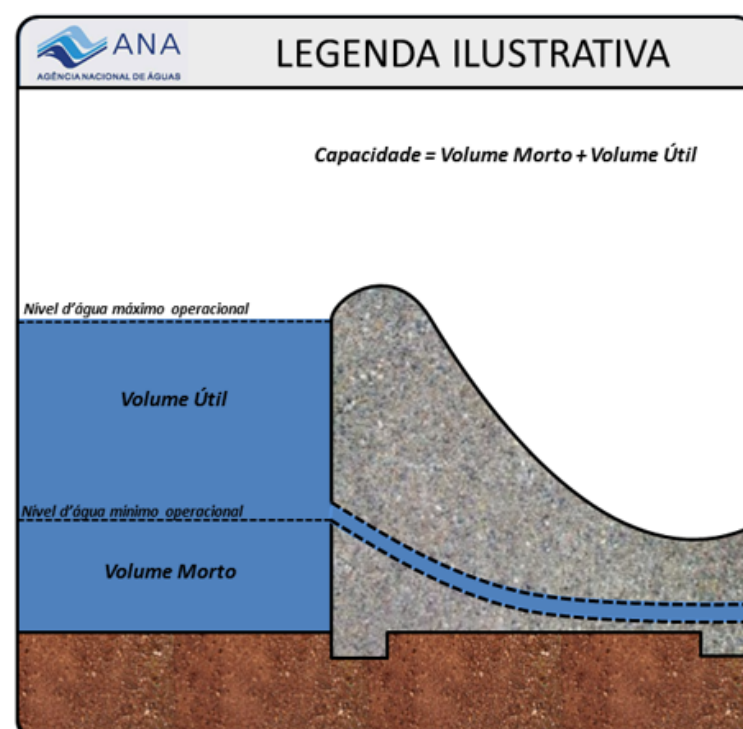 ANA
AGÊNCIA NACIONAL DE ÁGUAS
LEGENDA ILUSTRATIVA
Capacidade = Volume Morto + Volume Útil
Nível d'água máximo operacional
Volume Útil
Nível d'água mínimo operacional
Volume Morto